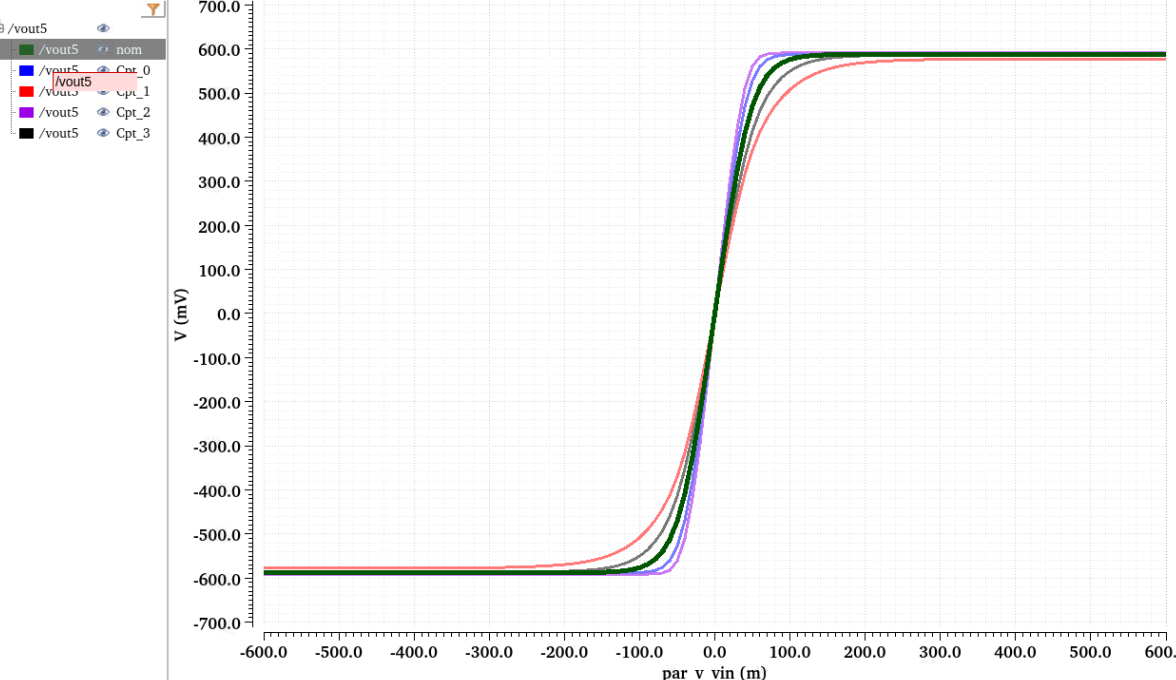 /vout5
/vout5 nom
/vout5 Cpt_0
/vout5
/vout5 Cpt_1
/vout5 Cpt_2
/vout5 Cpt_3
700.0
600.0
500.0
400.0
300.0
200.0
100.0
0.0
-100.0
-200.0
-300.0
-400.0
-500.0
-600.0
-700.0
V (mV)
-600.0 -500.0 -400.0 -300.0 -200.0 -100.0 0.0 100.0 200.0 300.0 400.0 500.0 600.
par_v_vin (m)